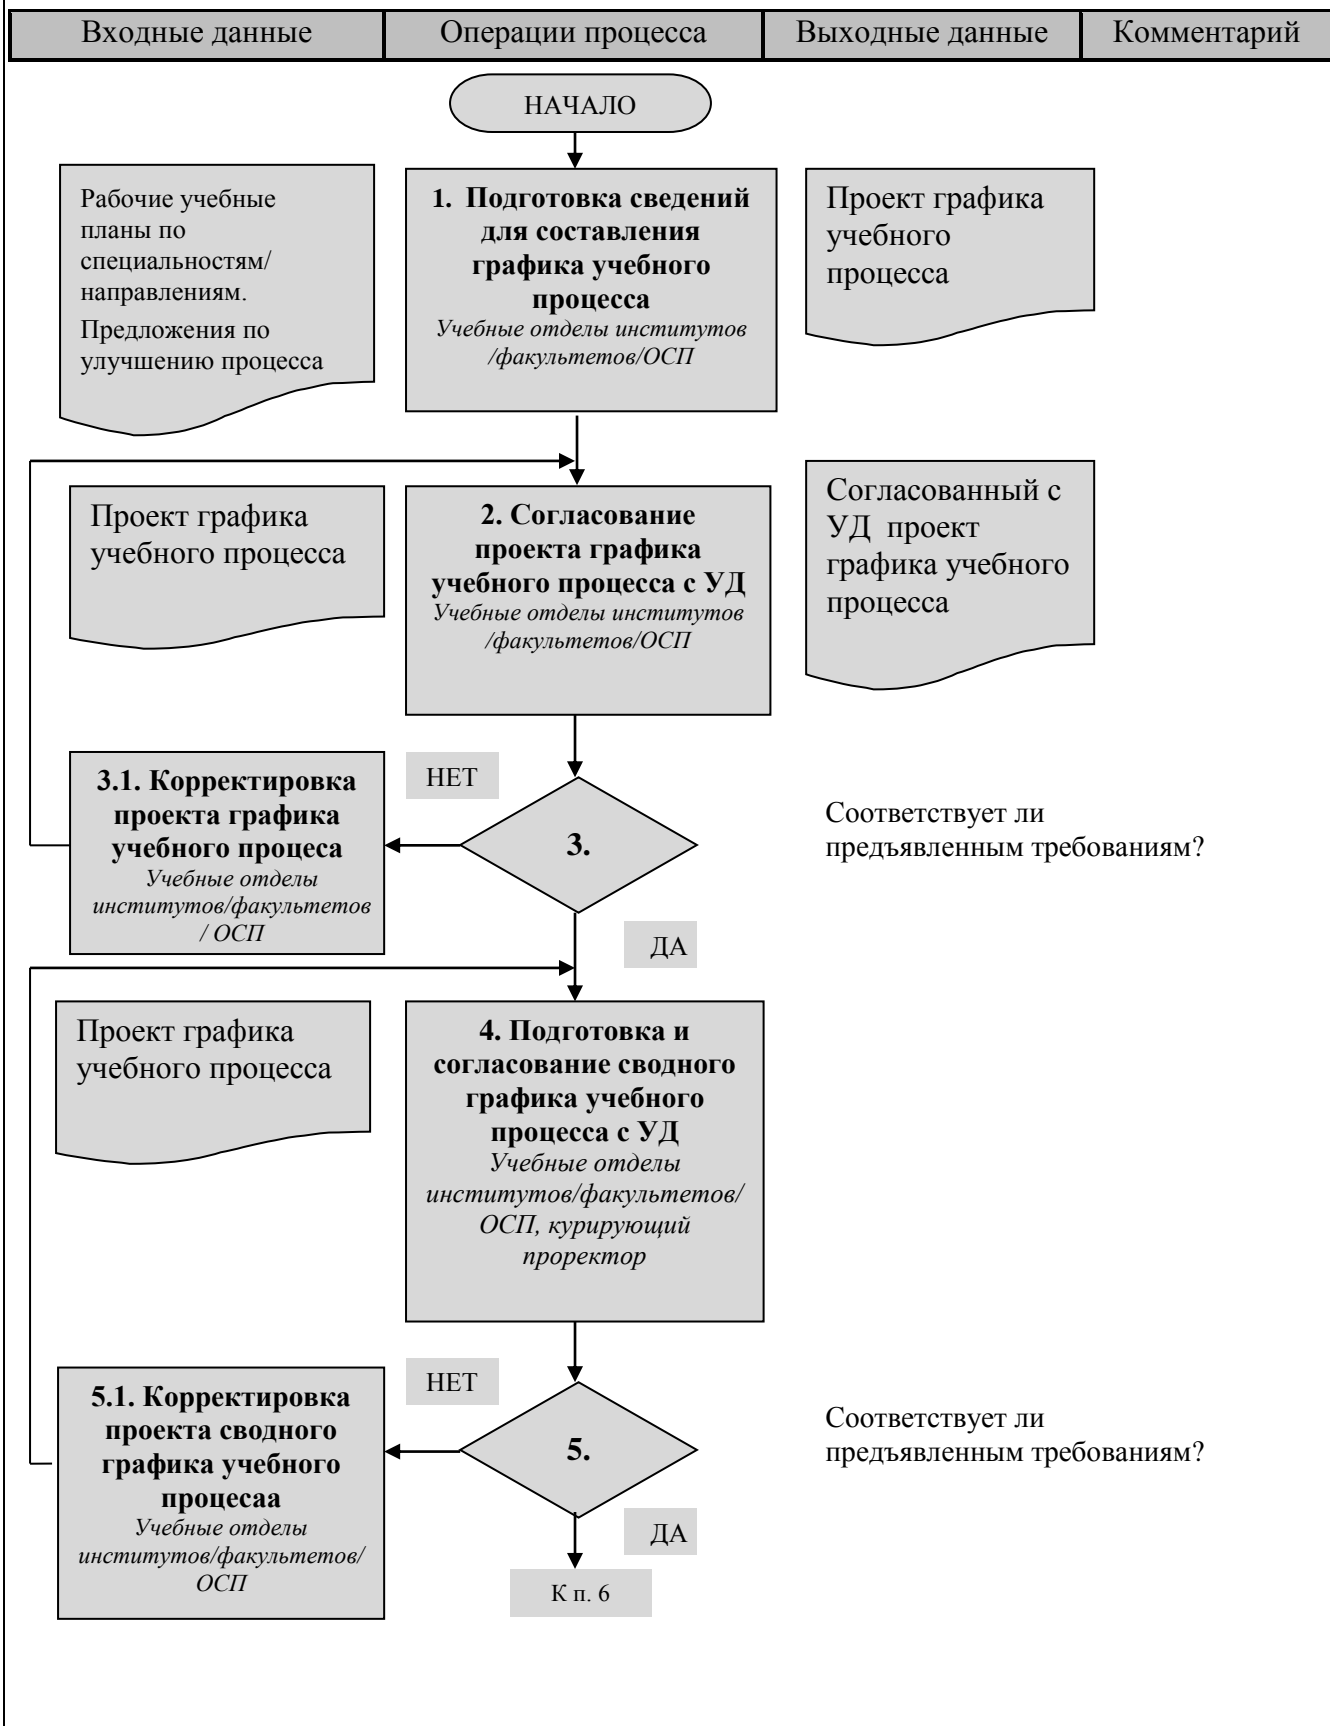 Входные данные
Операции процесса
Выходные данные
Комментарий
НАЧАЛО
Рабочие учебные
планы по
специальностям/
направлениям.
Предложения по
улучшению процесса
1. Подготовка сведений
для составления
графика учебного
процесса
Учебные отделы институтов
/факультетов/ОСП
Проект графика
учебного
процесса
Проект графика
учебного процесса
2. Согласование
проекта графика
учебного процесса с УД
Учебные отделы институтов
/факультетов/ОСП
Согласованный с
УД проект
графика учебного
процесса
3.1. Корректировка
проекта графика
учебного процеса
Учебные отделы
институтов/факультетов
/ ОСП
НЕТ
3.
Соответствует ли
предъявленным требованиям?
ДА
Проект графика
учебного процесса
4. Подготовка и
согласование сводного
графика учебного
процесса с УД
Учебные отделы
институтов/факультетов/
ОСП, курирующий
проректор
5.1. Корректировка
проекта сводного
графика учебного
процесаа
Учебные отделы
институтов/факультетов/
ОСП
НЕТ
5.
Соответствует ли
предъявленным требованиям?
ДА
К п. 6